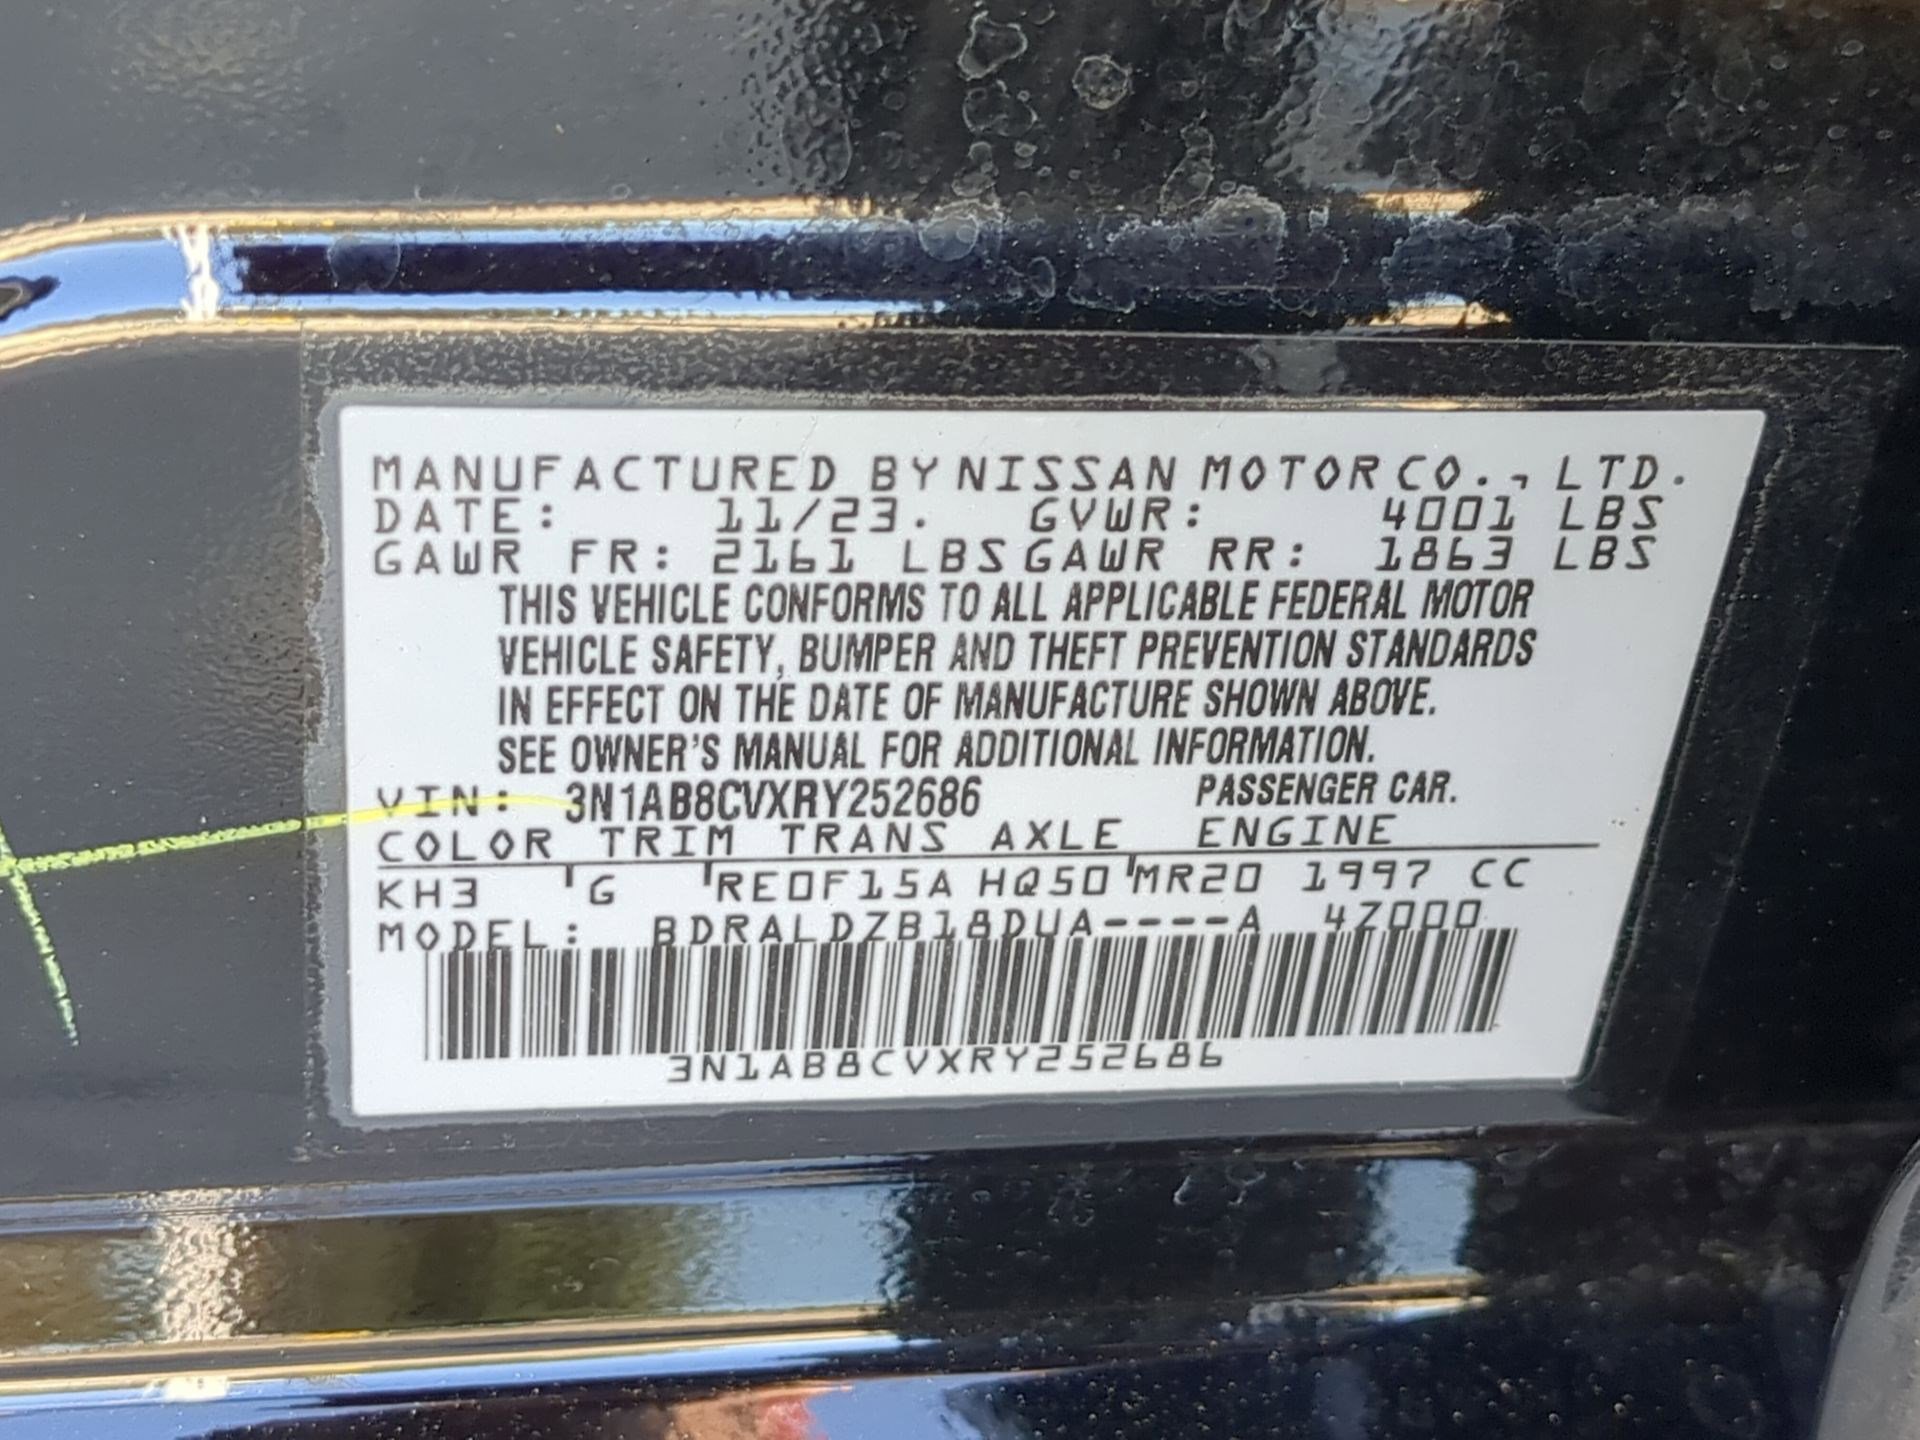 MANUFACTURED BY NISSAN MOTOR CO., LTD.
DATE: 11/23. GVWR: 4001 LBS
GAWR FR: 2161 LBS GAWR RR: 1863 LBS
THIS VEHICLE CONFORMS TO ALL APPLICABLE FEDERAL MOTOR
VEHICLE SAFETY, BUMPER AND THEFT PREVENTION STANDARDS
IN EFFECT ON THE DATE OF MANUFACTURE SHOWN ABOVE.
SEE OWNER'S MANUAL FOR ADDITIONAL INFORMATION.
VIN: 3N1AB8CVXRY252686 PASSENGER CAR.
COLOR TRIM TRANS AXLE ENGINE
KH3 G RE0F15A HQ50 MR20 1997 CC
MODEL: BDRALDZB18DUA----A 4Z000
3N1AB8CVXRY252686